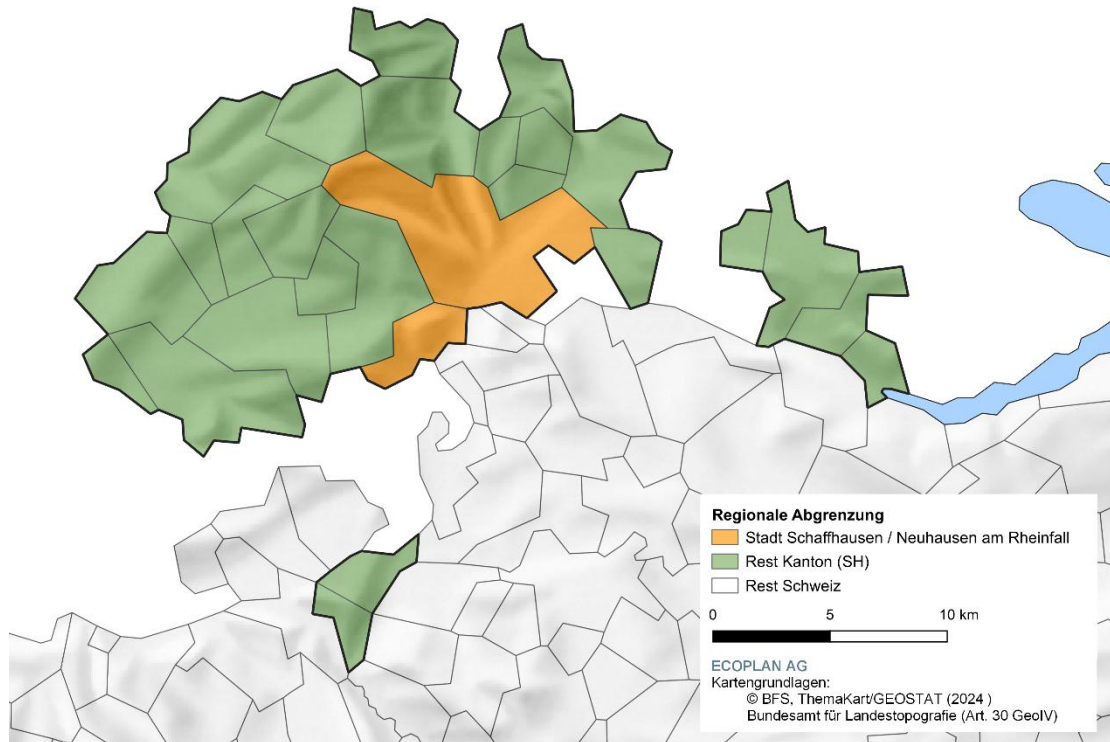 Regionale Abgrenzung
Stadt Schaffhausen / Neuhausen am Rheinfall
Rest Kanton (SH)
Rest Schweiz
0 5 10 km
ECOPLAN AG
Kartengrundlagen:
© BFS, ThemaKart/GEOSTAT (2024 )
Bundesamt für Landestopografie (Art. 30 GeoIV)